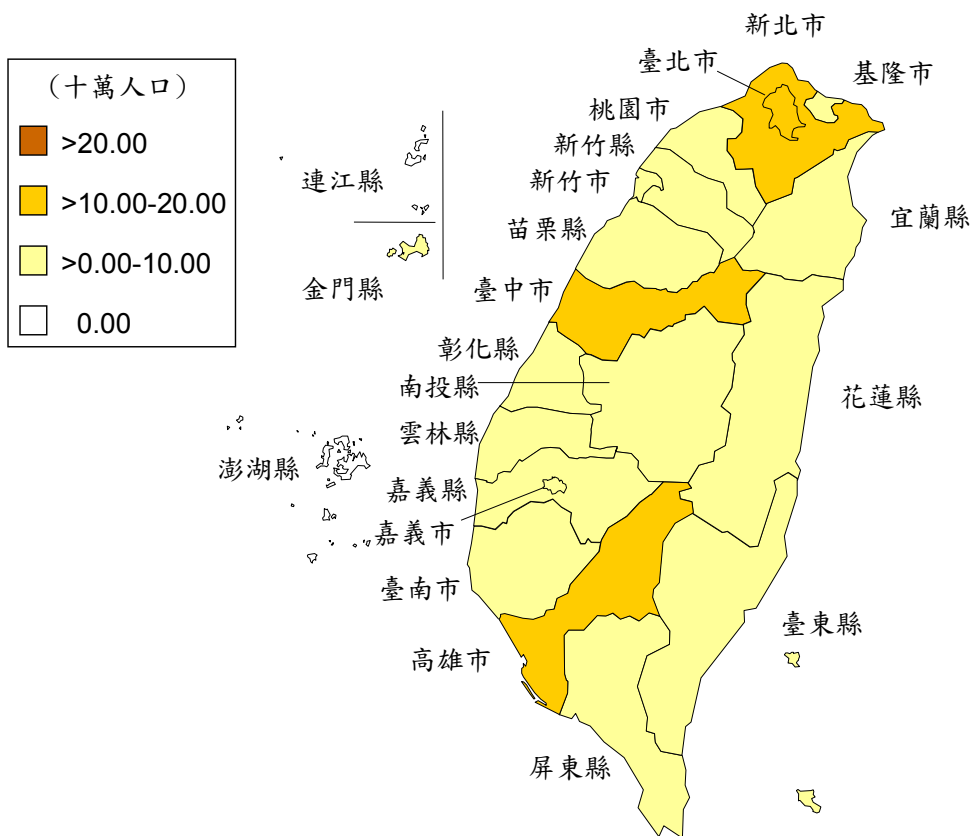 新北市
臺北市
基隆市
（十萬人口）
>20.00
>10.00-20.00
>0.00-10.00
0.00
桃園市
新竹縣
新竹市
苗栗縣
臺中市
連江縣
金門縣
宜蘭縣
彰化縣
南投縣
花蓮縣
雲林縣
澎湖縣
嘉義縣
嘉義市
臺南市
臺東縣
高雄市
屏東縣